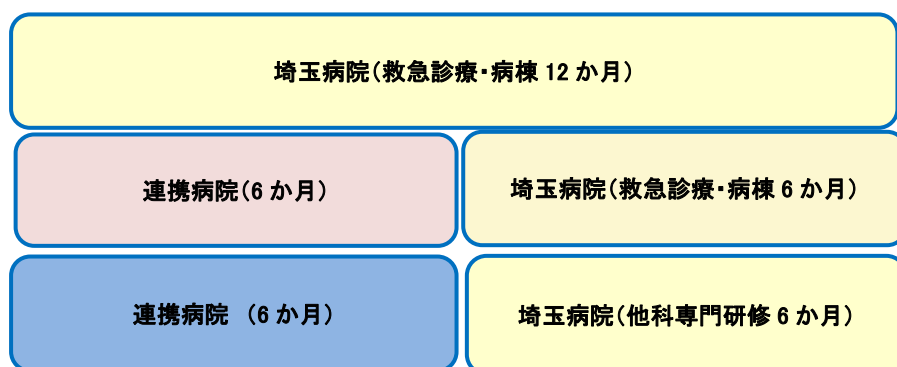 埼玉病院（救急診療・病棟 12 か月）
連携病院（6 か月）
埼玉病院（救急診療・病棟 6 か月）
連携病院 （6 か月）
埼玉病院（他科専門研修 6 か月）